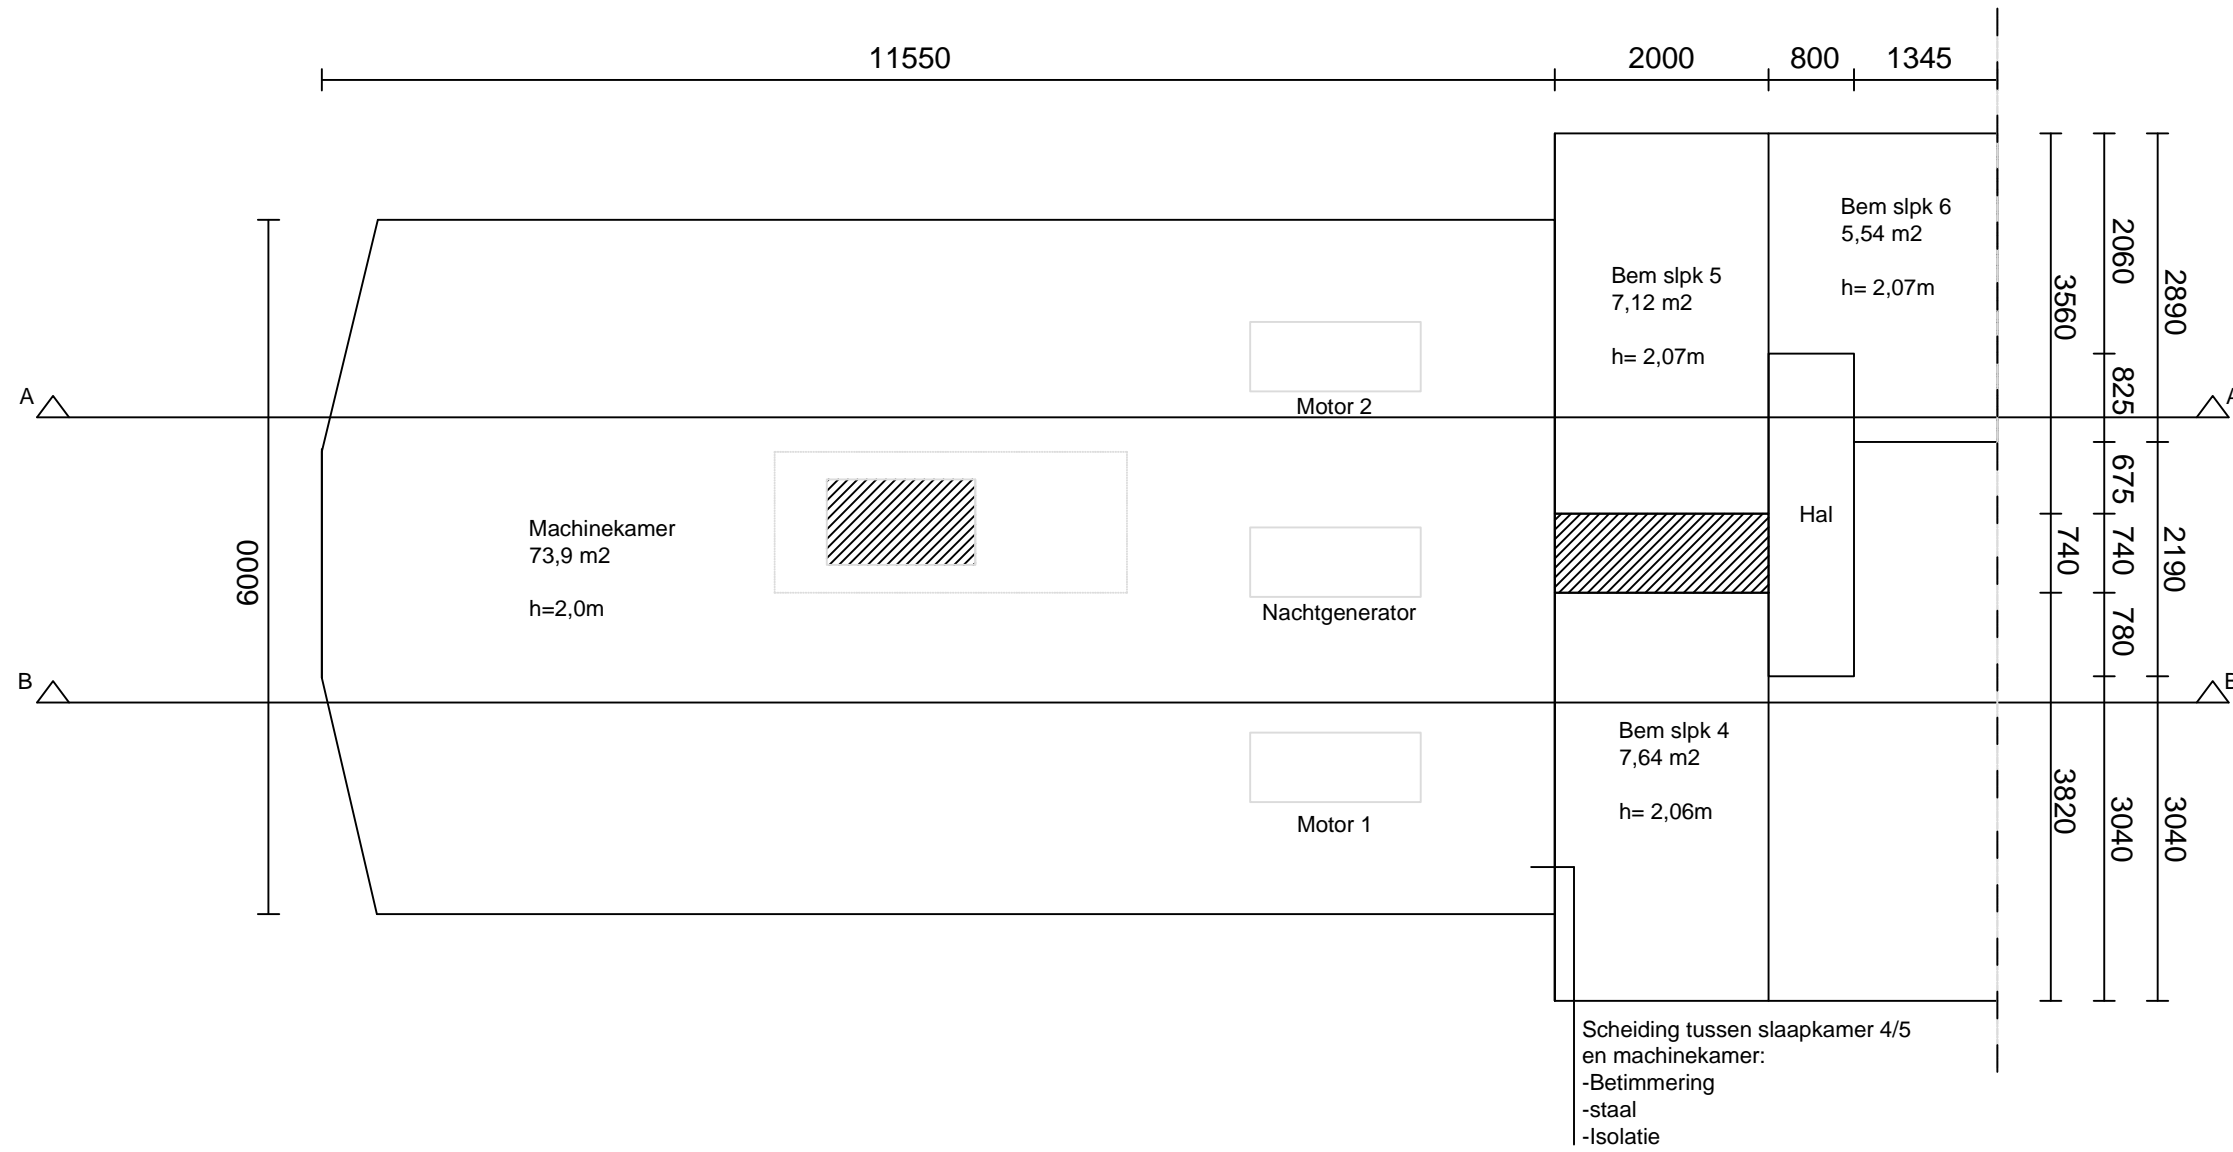 11550
2000
800
1345
Bem slpk 6
5,54 m2
h= 2,07m
Bem slpk 5
7,12 m2
h= 2,07m
2060
2890
3560
825
A
A
Motor 2
Machinekamer
73,9 m2
h=2,0m
6000
Nachtgenerator
Hal
675
740
740
2190
780
B
B
Bem slpk 4
7,64 m2
h= 2,06m
Motor 1
3820
3040
3040
Scheiding tussen slaapkamer 4/5
en machinekamer:
-Betimmering
-staal
-Isolatie